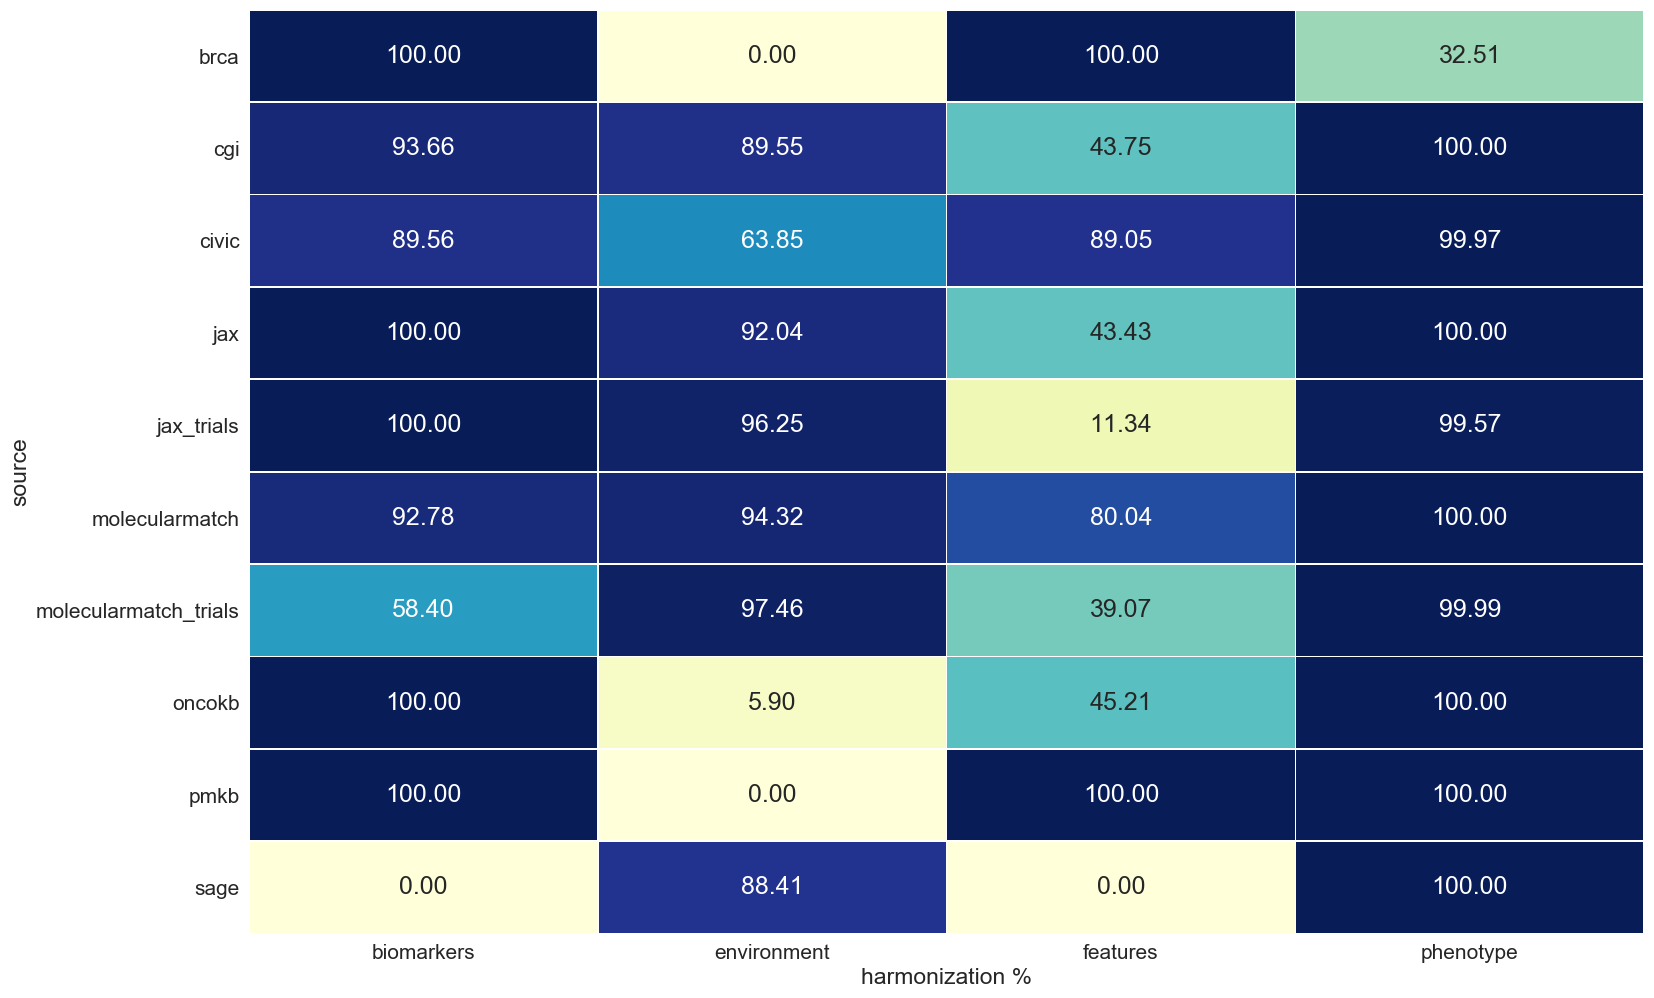 brca 100.00 0.00 100.00 32.51
cgi 93.66 89.55 43.75 100.00
civic 89.56 63.85 89.05 99.97
jax 100.00 92.04 43.43 100.00
jax_trials 100.00 96.25 11.34 99.57
source
molecularmatch 92.78 94.32 80.04 100.00
molecularmatch_trials 58.40 97.46 39.07 99.99
oncokb 100.00 5.90 45.21 100.00
pmkb 100.00 0.00 100.00 100.00
sage 0.00 88.41 0.00 100.00
biomarkers environment features phenotype
harmonization %